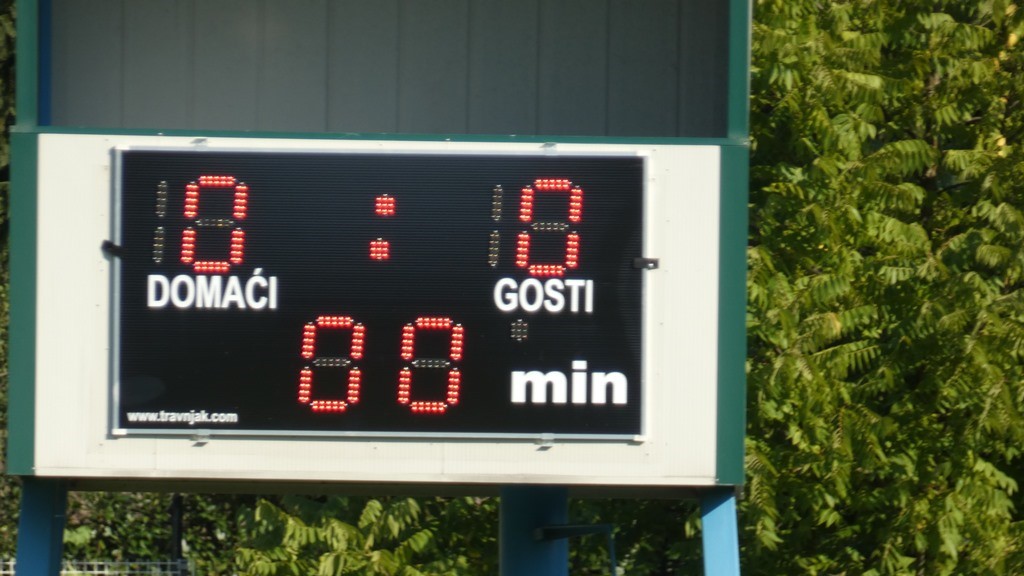 0 : 0
DOMAĆI GOSTI
00 min
www.travnjak.com